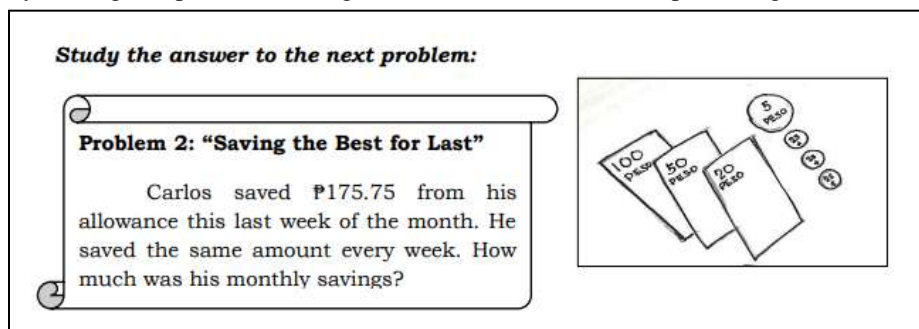 Study the answer to the next problem:
Problem 2: “Saving the Best for Last”
Carlos saved ₱175.75 from his
allowance this last week of the month. He
saved the same amount every week. How
much was his monthly savings?
100
PESO
50
PESO
20
PESO
5
PESO